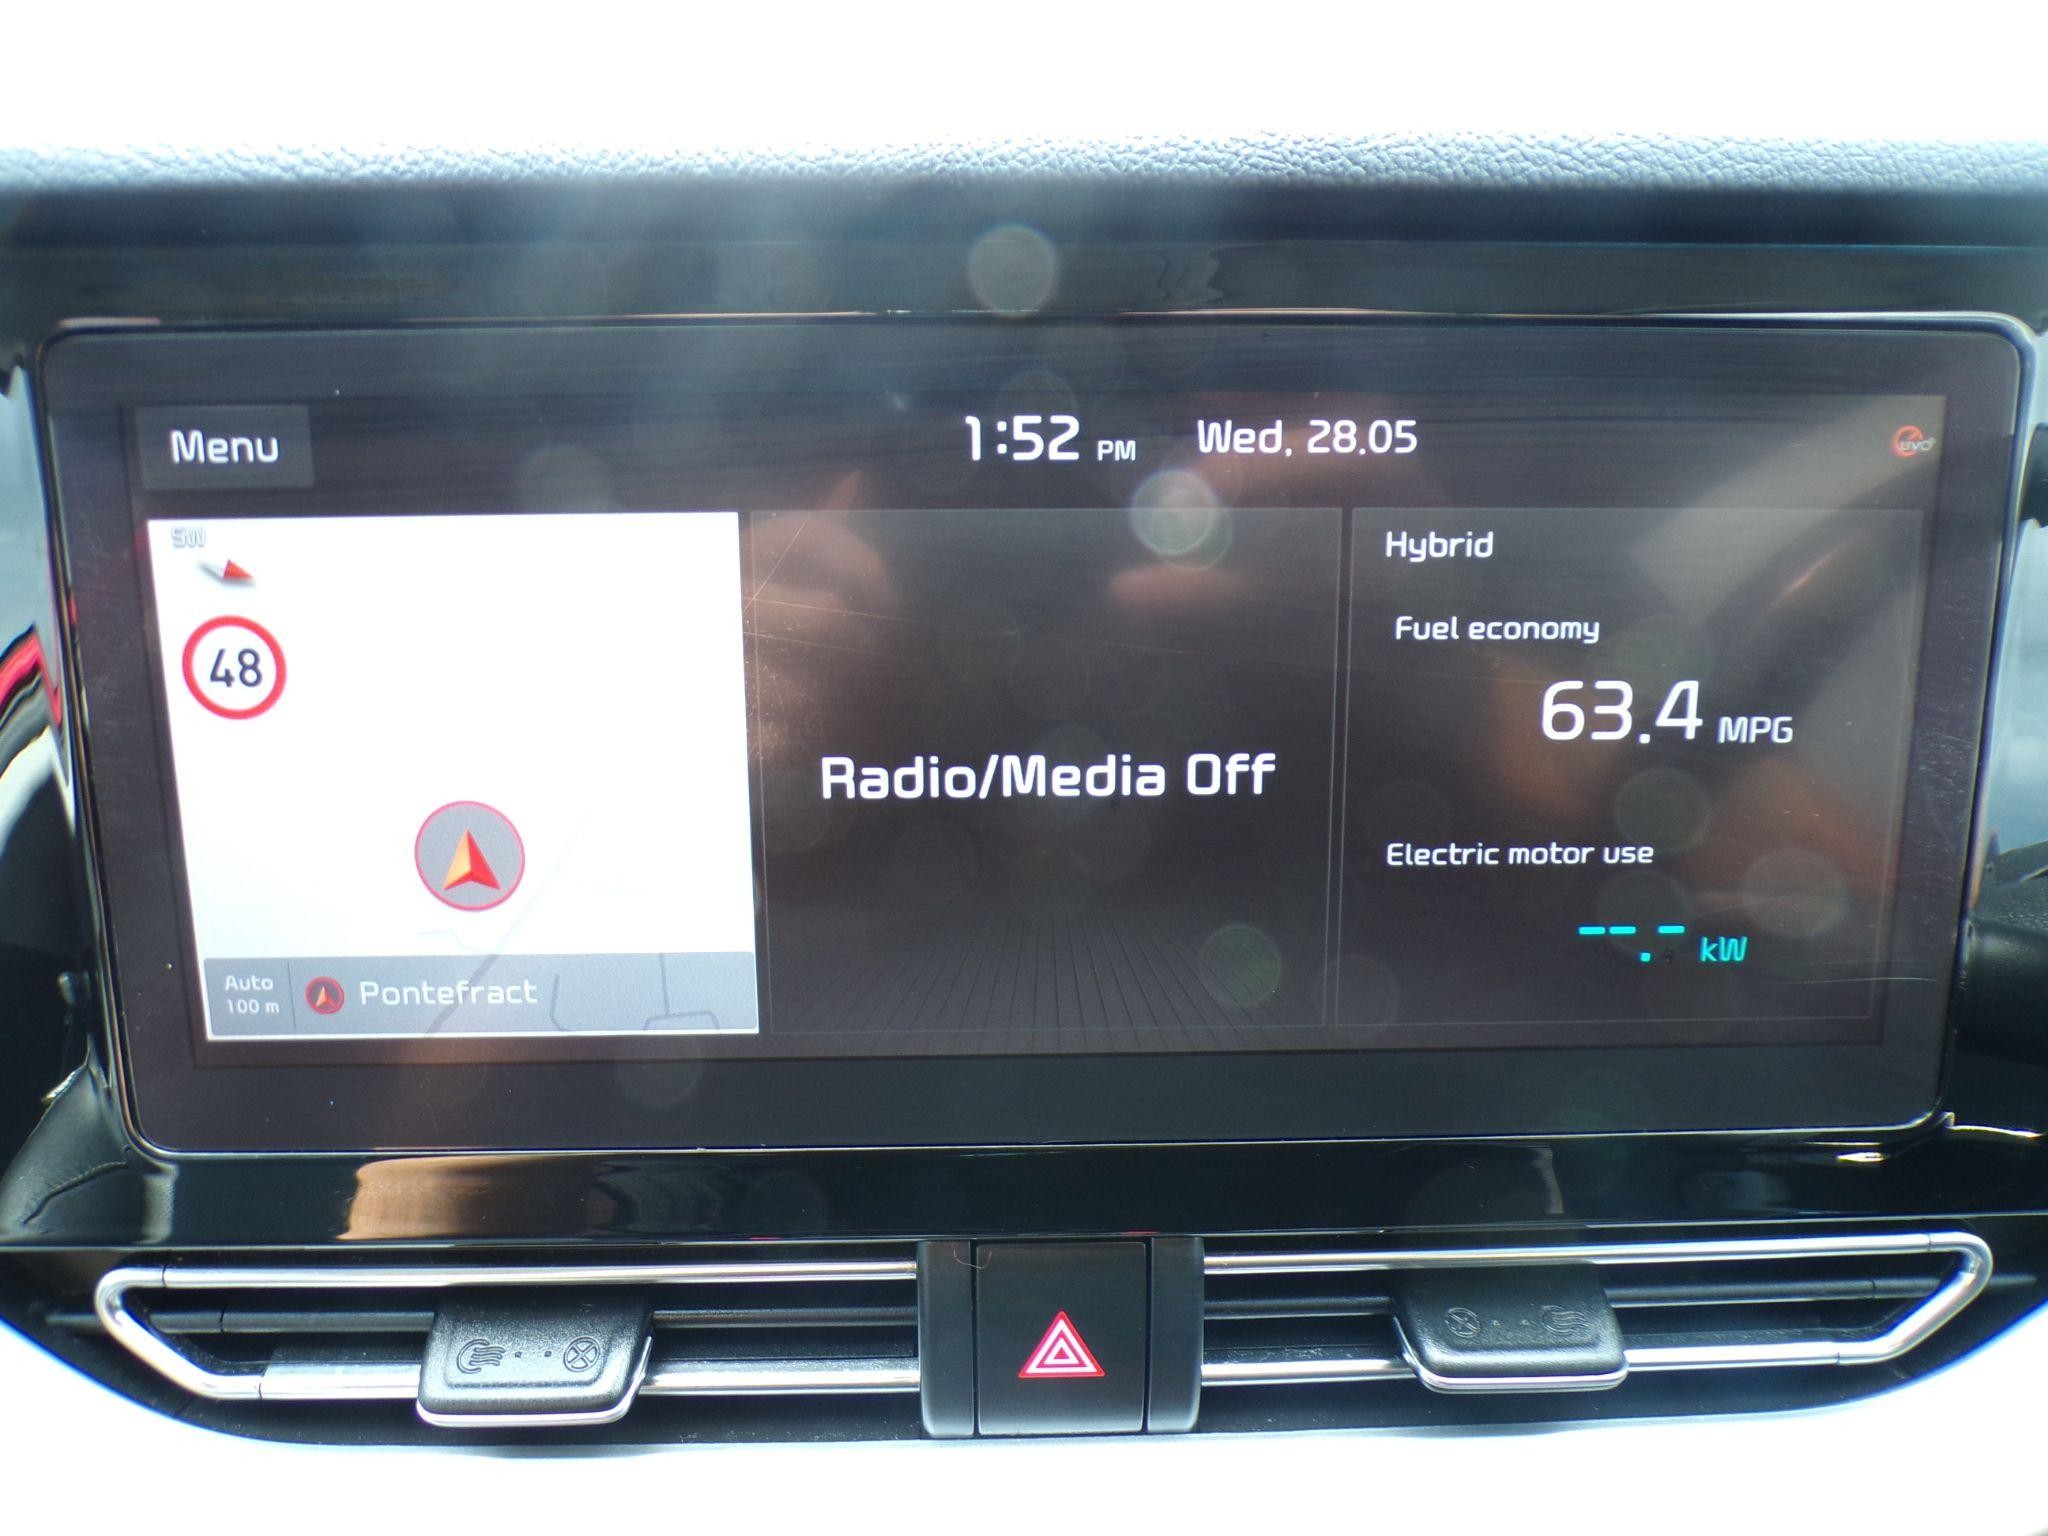 Menu
1:52 PM Wed, 28.05
UVO
SW
48
Auto
100 m
Pontefract
Radio/Media Off
Hybrid
Fuel economy
63.4 MPG
Electric motor use
--.- kW